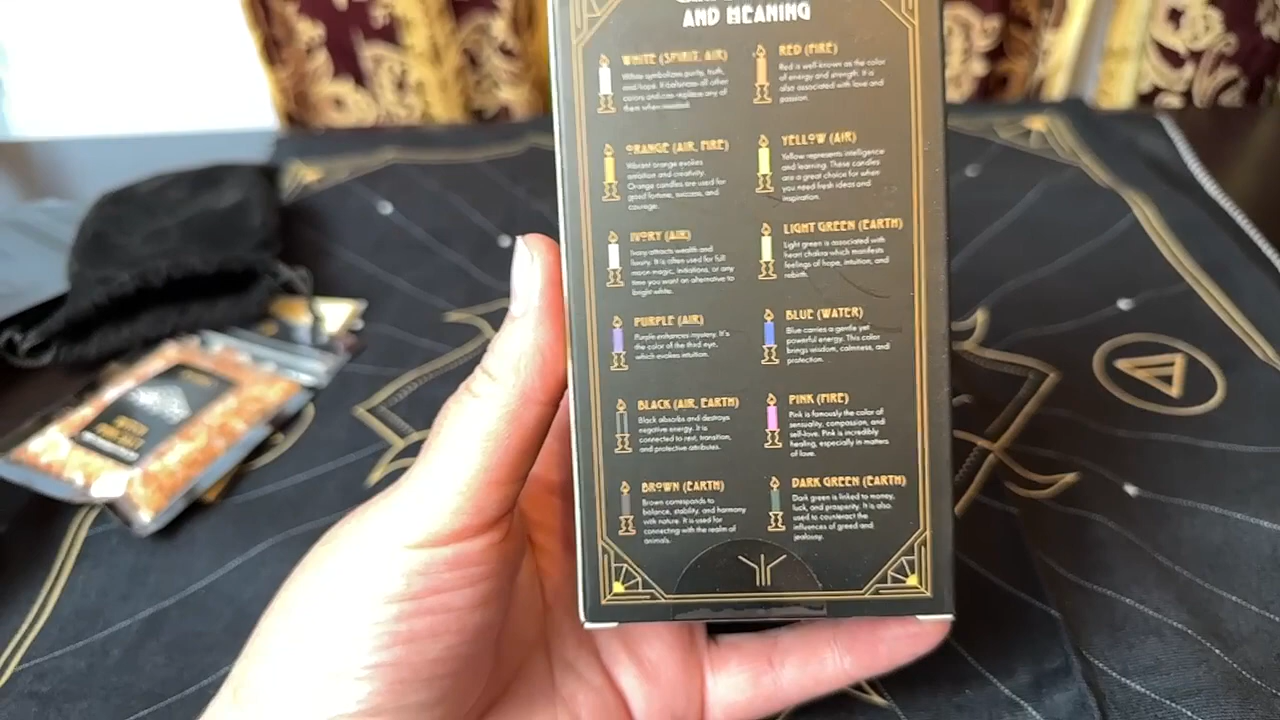 AND MEANING
WHITE (SPIRIT, AIR)
White symbolizes purity, truth,
and hope. It balances all other
colors and can replace any of
them when needed.
RED (FIRE)
Red is well-known as the color
of energy and strength. It is
also associated with love and
passion.
ORANGE (AIR, FIRE)
Vibrant orange evokes
ambition and creativity.
Orange candles are used for
good fortune, success, and
courage.
YELLOW (AIR)
Yellow represents intelligence
and learning. These candles
are a great choice for when
you need fresh ideas and
inspiration.
IVORY (AIR)
Ivory attracts wealth and
luxury. It is often used for full
moon magic, initiations, or any
time you want an alternative to
bright white.
LIGHT GREEN (EARTH)
Light green is associated with
heart chakra which manifests
feelings of hope, intuition, and
rebirth.
PURPLE (AIR)
Purple enhances mystery. It's
the color of the third eye,
which evokes intuition.
BLUE (WATER)
Blue carries a gentle yet
powerful energy. This color
brings wisdom, calmness, and
protection.
BLACK (AIR, EARTH)
Black absorbs and destroys
negative energy. It is
connected to rest, transition,
and protective attributes.
PINK (FIRE)
Pink is famously the color of
sensuality, compassion, and
self-love. Pink is incredibly
healing, especially in matters
of love.
BROWN (EARTH)
Brown corresponds to
balance, stability, and harmony
with nature. It is used for
connecting with the realm of
animals.
DARK GREEN (EARTH)
Dark green is linked to money,
luck, and prosperity. It is also
used to counteract the
influences of greed and
jealousy.